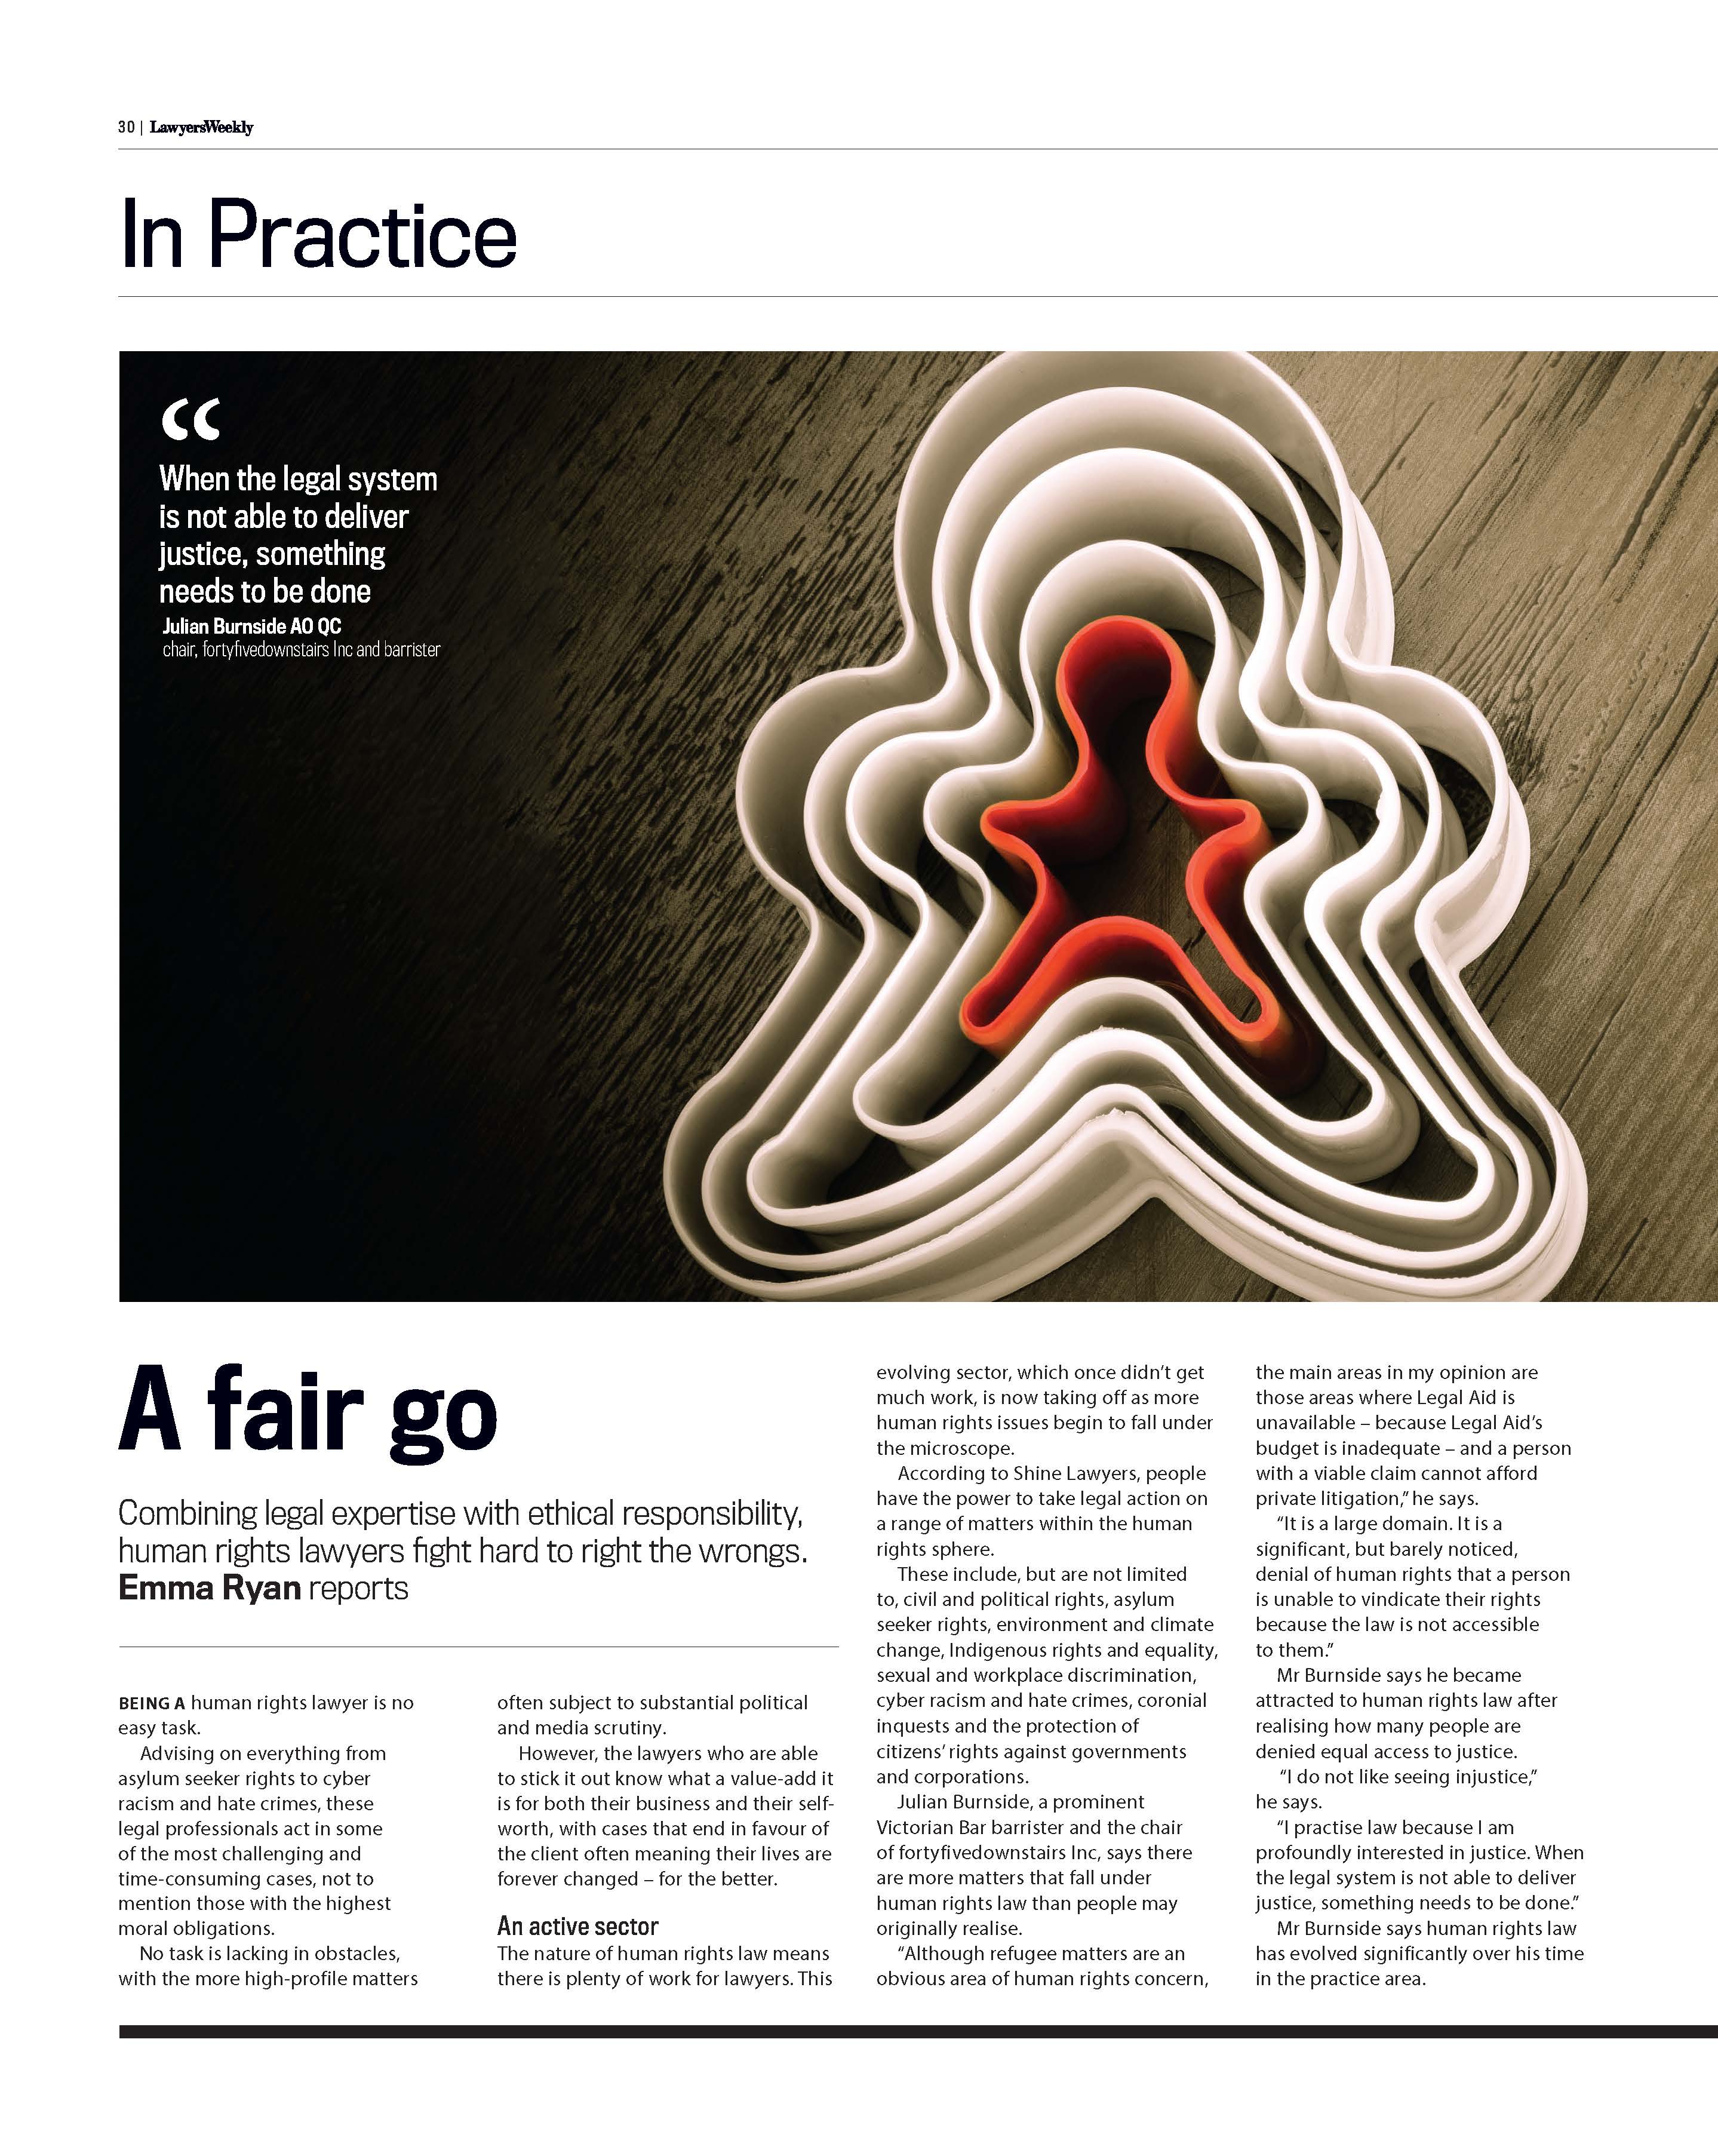 30 | LawyersWeekly
In Practice
“
When the legal system
is not able to deliver
justice, something
needs to be done
Julian Burnside AO QC
chair, fortyfivedownstairs Inc and barrister
A fair go
Combining legal expertise with ethical responsibility,
human rights lawyers fight hard to right the wrongs.
Emma Ryan reports
BEING A human rights lawyer is no
easy task.
Advising on everything from
asylum seeker rights to cyber
racism and hate crimes, these
legal professionals act in some
of the most challenging and
time-consuming cases, not to
mention those with the highest
moral obligations.
No task is lacking in obstacles,
with the more high-profile matters
often subject to substantial political
and media scrutiny.
However, the lawyers who are able
to stick it out know what a value-add it
is for both their business and their self-
worth, with cases that end in favour of
the client often meaning their lives are
forever changed – for the better.
An active sector
The nature of human rights law means
there is plenty of work for lawyers. This
evolving sector, which once didn’t get
much work, is now taking off as more
human rights issues begin to fall under
the microscope.
According to Shine Lawyers, people
have the power to take legal action on
a range of matters within the human
rights sphere.
These include, but are not limited
to, civil and political rights, asylum
seeker rights, environment and climate
change, Indigenous rights and equality,
sexual and workplace discrimination,
cyber racism and hate crimes, coronial
inquests and the protection of
citizens’ rights against governments
and corporations.
Julian Burnside, a prominent
Victorian Bar barrister and the chair
of fortyfivedownstairs Inc, says there
are more matters that fall under
human rights law than people may
originally realise.
“Although refugee matters are an
obvious area of human rights concern,
the main areas in my opinion are
those areas where Legal Aid is
unavailable – because Legal Aid’s
budget is inadequate – and a person
with a viable claim cannot afford
private litigation,” he says.
“It is a large domain. It is a
significant, but barely noticed,
denial of human rights that a person
is unable to vindicate their rights
because the law is not accessible
to them.”
Mr Burnside says he became
attracted to human rights law after
realising how many people are
denied equal access to justice.
“I do not like seeing injustice,”
he says.
“I practise law because I am
profoundly interested in justice. When
the legal system is not able to deliver
justice, something needs to be done.”
Mr Burnside says human rights law
has evolved significantly over his time
in the practice area.